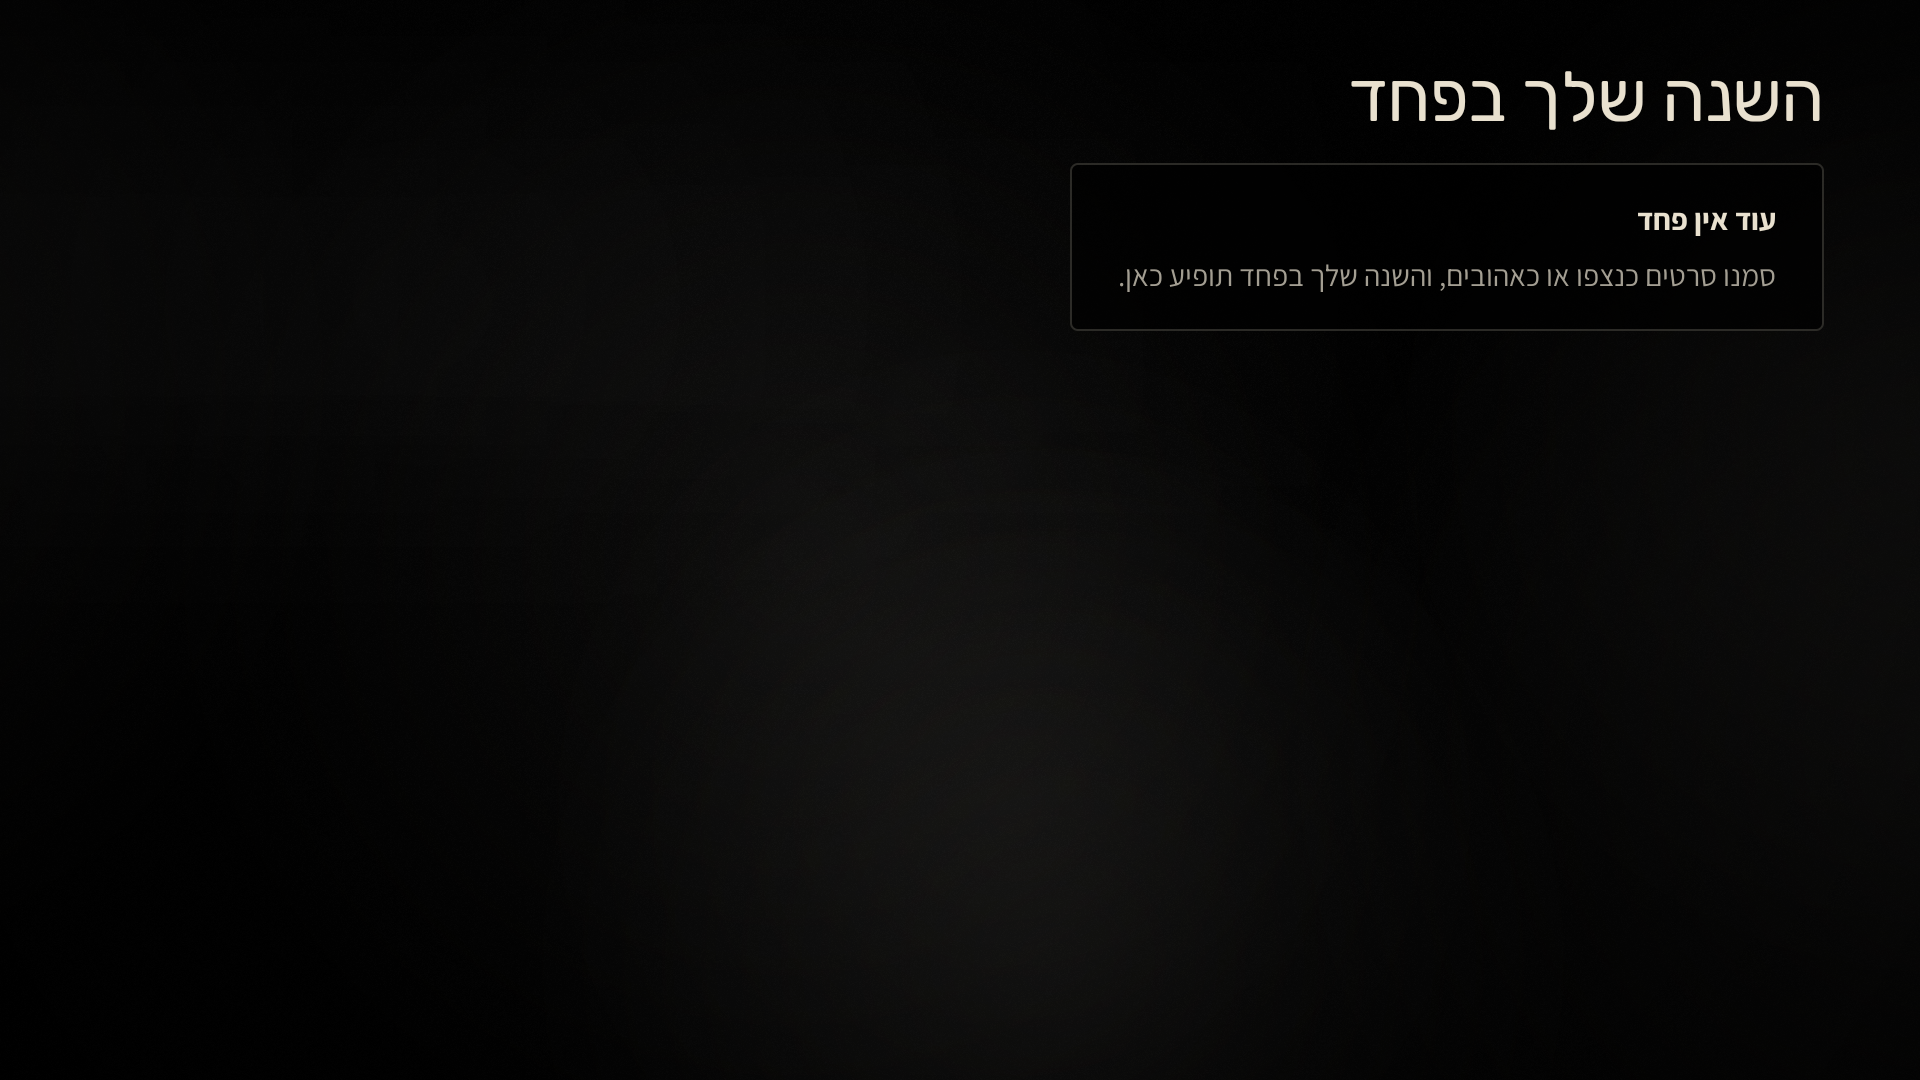 השנה שלך בפחד
עוד אין פחד
סמנו סרטים כנצפו או כאהובים, והשנה שלך בפחד תופיע כאן.